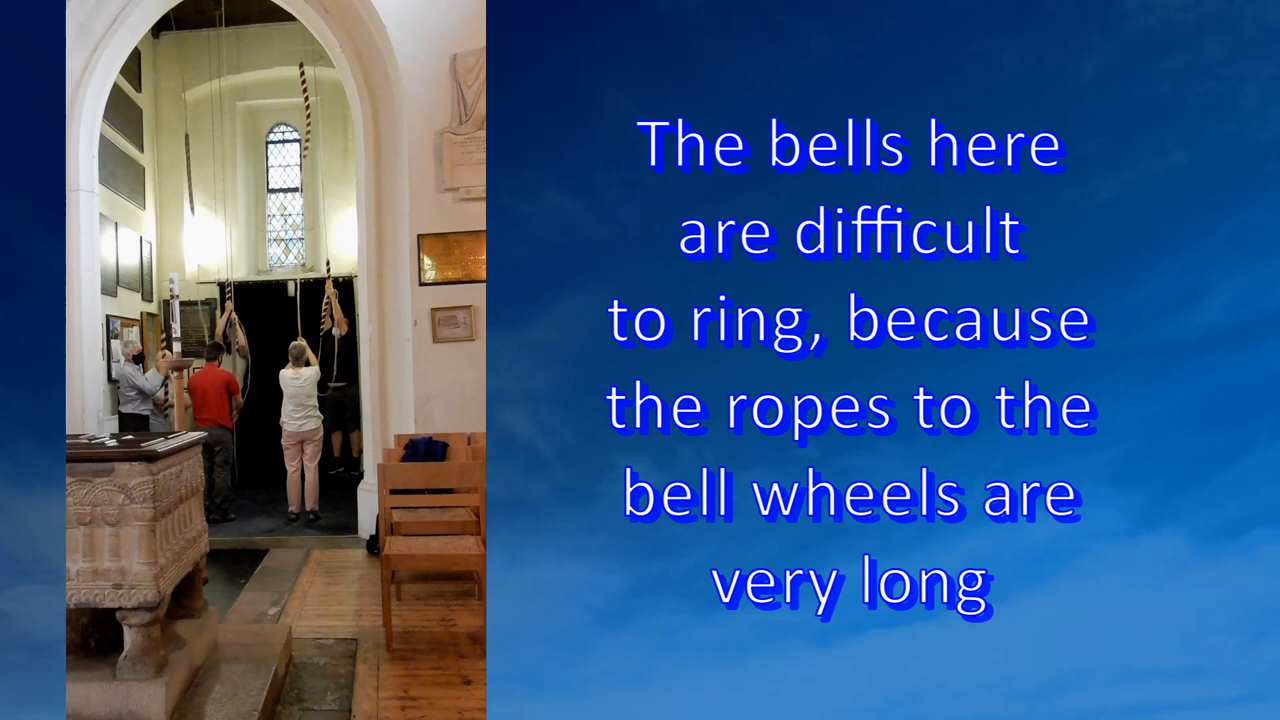 The bells here
are difficult
to ring, because
the ropes to the
bell wheels are
very long